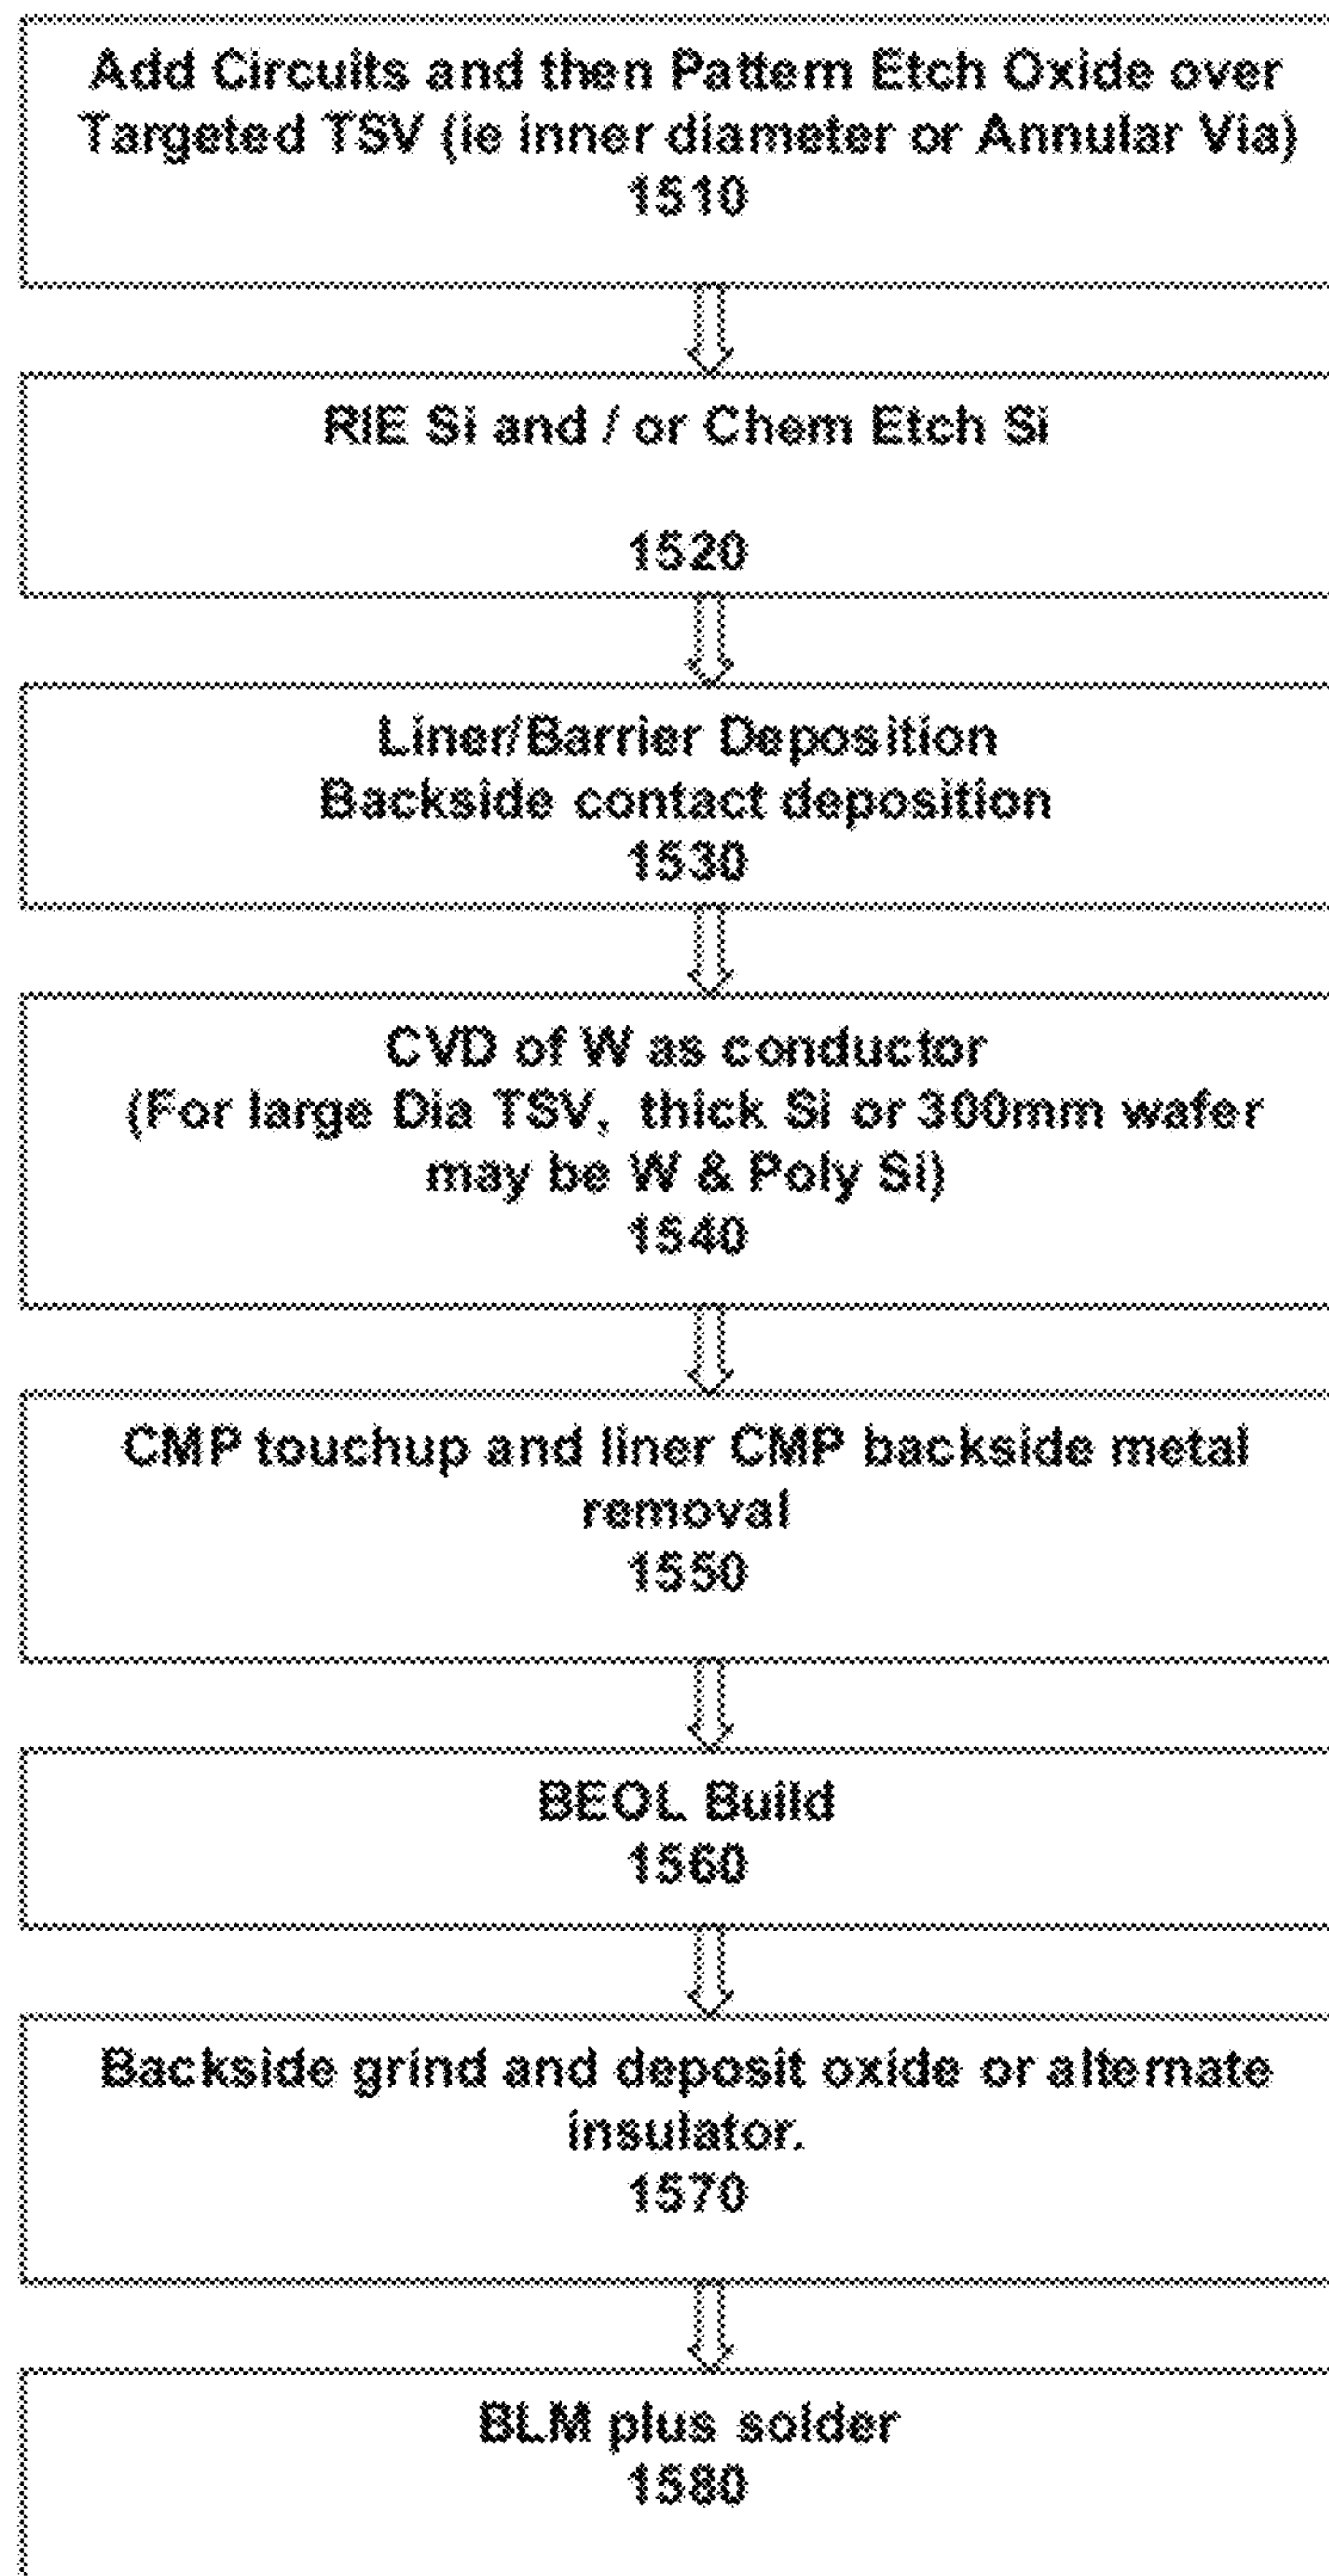 Add Circuits and then Pattern Etch Oxide over
Targeted TSV (ie inner diameter or Annular Via)
1510
RIE Si and / or Chem Etch Si
1520
Liner/Barrier Deposition
Backside contact deposition
1530
CVD of W as conductor
(For large Dia TSV, thick Si or 300mm wafer
may be W & Poly Si)
1540
CMP touchup and liner CMP backside metal
removal
1550
BEOL Build
1560
Backside grind and deposit oxide or alternate
insulator.
1570
BLM plus solder
1580